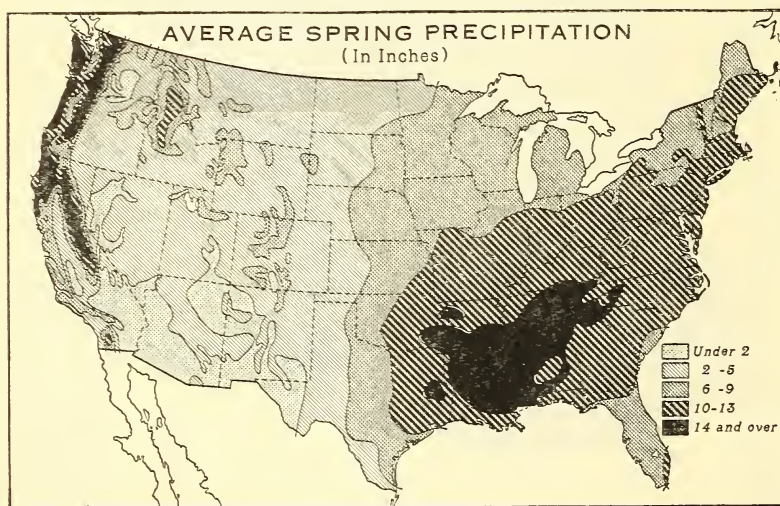 AVERAGE SPRING PRECIPITATION
(In Inches)
Under 2
2 -5
6 -9
10-13
14 and over